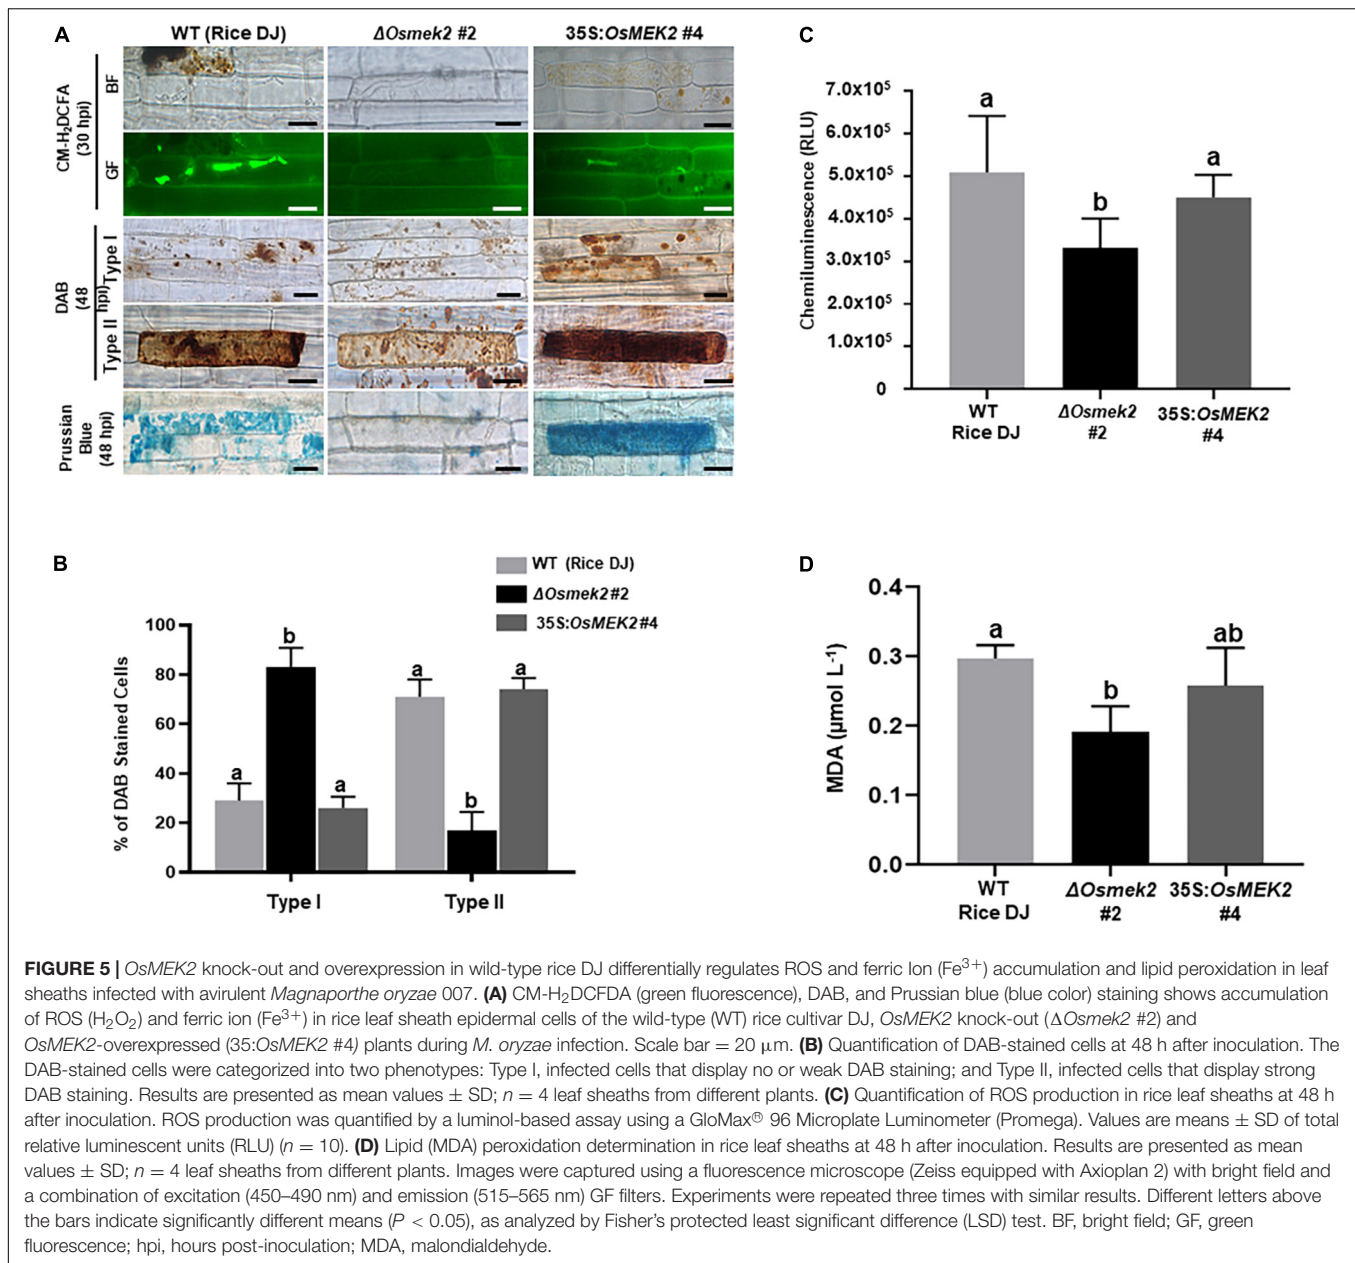 A
WT (Rice DJ)
ΔOsmek2 #2
35S:OsMEK2 #4
CM-H2DCFA
(30 hpi)
BF
GF
DAB (48 hpi)
Type I
Type II
Prussian
Blue
(48 hpi)
C
Chemiluminescence (RLU)
7.0x10⁵
6.0x10⁵
5.0x10⁵
4.0x10⁵
3.0x10⁵
2.0x10⁵
1.0x10⁵
0
a
b
a
WT
Rice DJ
ΔOsmek2
#2
35S:OsMEK2
#4
B
WT (Rice DJ)
ΔOsmek2#2
35S:OsMEK2#4
% of DAB Stained Cells
100
80
60
40
20
0
a
b
a
a
b
a
Type I
Type II
D
MDA (µmol L⁻¹)
0.4
0.3
0.2
0.1
0.0
a
b
ab
WT
Rice DJ
ΔOsmek2
#2
35S:OsMEK2
#4
FIGURE 5 | OsMEK2 knock-out and overexpression in wild-type rice DJ differentially regulates ROS and ferric Ion (Fe³⁺) accumulation and lipid peroxidation in leaf
sheaths infected with avirulent Magnaporthe oryzae 007. (A) CM-H₂DCFDA (green fluorescence), DAB, and Prussian blue (blue color) staining shows accumulation
of ROS (H₂O₂) and ferric ion (Fe³⁺) in rice leaf sheath epidermal cells of the wild-type (WT) rice cultivar DJ, OsMEK2 knock-out (ΔOsmek2 #2) and
OsMEK2-overexpressed (35:OsMEK2 #4) plants during M. oryzae infection. Scale bar = 20 µm. (B) Quantification of DAB-stained cells at 48 h after inoculation. The
DAB-stained cells were categorized into two phenotypes: Type I, infected cells that display no or weak DAB staining; and Type II, infected cells that display strong
DAB staining. Results are presented as mean values ± SD; n = 4 leaf sheaths from different plants. (C) Quantification of ROS production in rice leaf sheaths at 48 h
after inoculation. ROS production was quantified by a luminol-based assay using a GloMax® 96 Microplate Luminometer (Promega). Values are means ± SD of total
relative luminescent units (RLU) (n = 10). (D) Lipid (MDA) peroxidation determination in rice leaf sheaths at 48 h after inoculation. Results are presented as mean
values ± SD; n = 4 leaf sheaths from different plants. Images were captured using a fluorescence microscope (Zeiss equipped with Axioplan 2) with bright field and
a combination of excitation (450–490 nm) and emission (515–565 nm) GF filters. Experiments were repeated three times with similar results. Different letters above
the bars indicate significantly different means (P < 0.05), as analyzed by Fisher's protected least significant difference (LSD) test. BF, bright field; GF, green
fluorescence; hpi, hours post-inoculation; MDA, malondialdehyde.